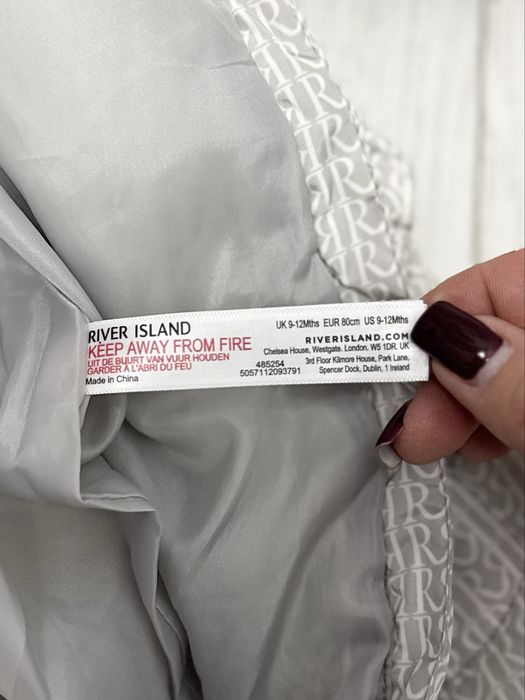 RIVER ISLAND
KEEP AWAY FROM FIRE
UIT DE BUURT VAN VUUR HOUDEN
GARDER À L'ABRI DU FEU
Made in China
UK 9-12Mths EUR 80cm US 9-12Mths
RIVERISLAND.COM
Chelsea House, Westgate. London. W5 1DR. UK
485254 3rd Floor Kilmore House, Park Lane,
5057112093791 Spencer Dock, Dublin, 1 Ireland